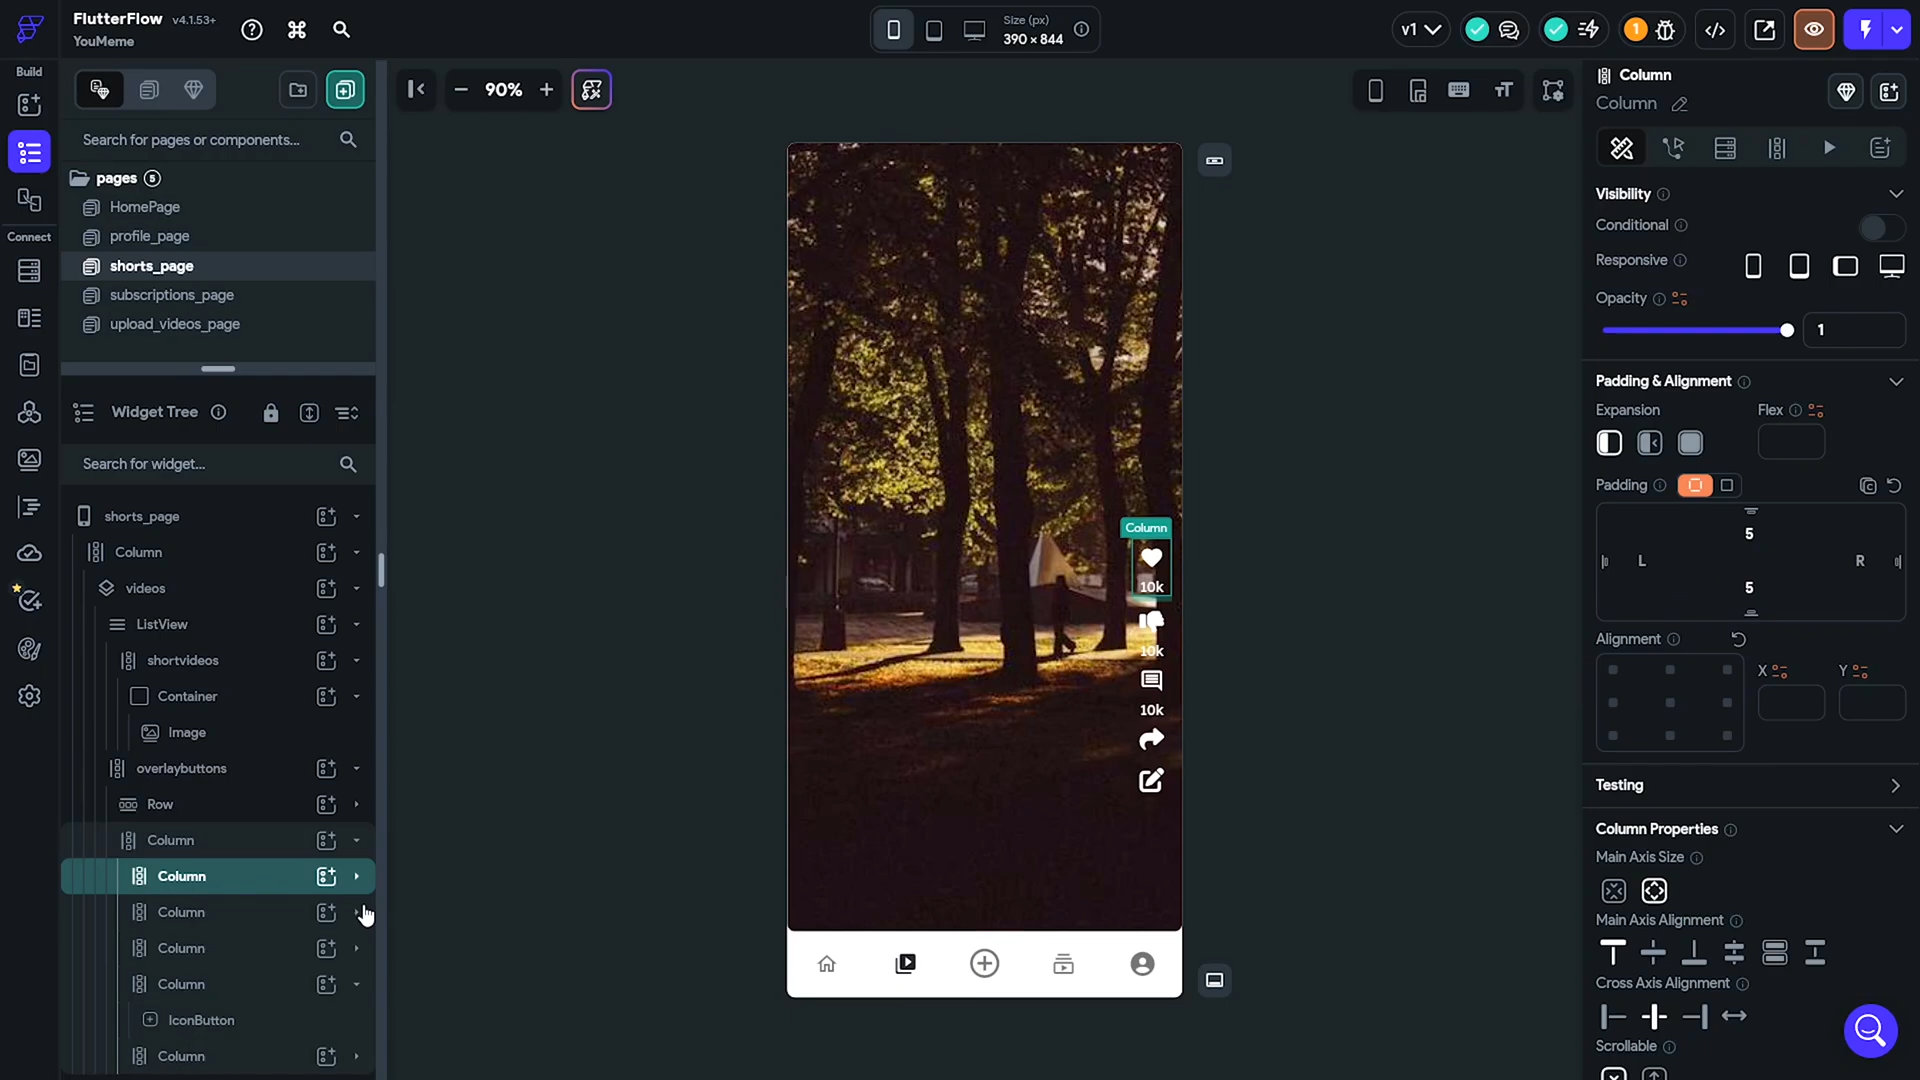 FlutterFlow v4.1.53+
YouMeme
Size (px)
390 × 844
v1
1
Build
Connect
Search for pages or components...
pages 5
HomePage
profile_page
shorts_page
subscriptions_page
upload_videos_page
Widget Tree
Search for widget...
shorts_page
Column
videos
ListView
shortvideos
Container
Image
overlaybuttons
Row
Column
Column
Column
Column
Column
IconButton
Column
90%
Column
10k
10k
10k
Column
Column
Visibility
Conditional
Responsive
Opacity
1
Padding & Alignment
Expansion
Flex
Padding
5
L
R
5
Alignment
X
Y
Testing
Column Properties
Main Axis Size
Main Axis Alignment
Cross Axis Alignment
Scrollable